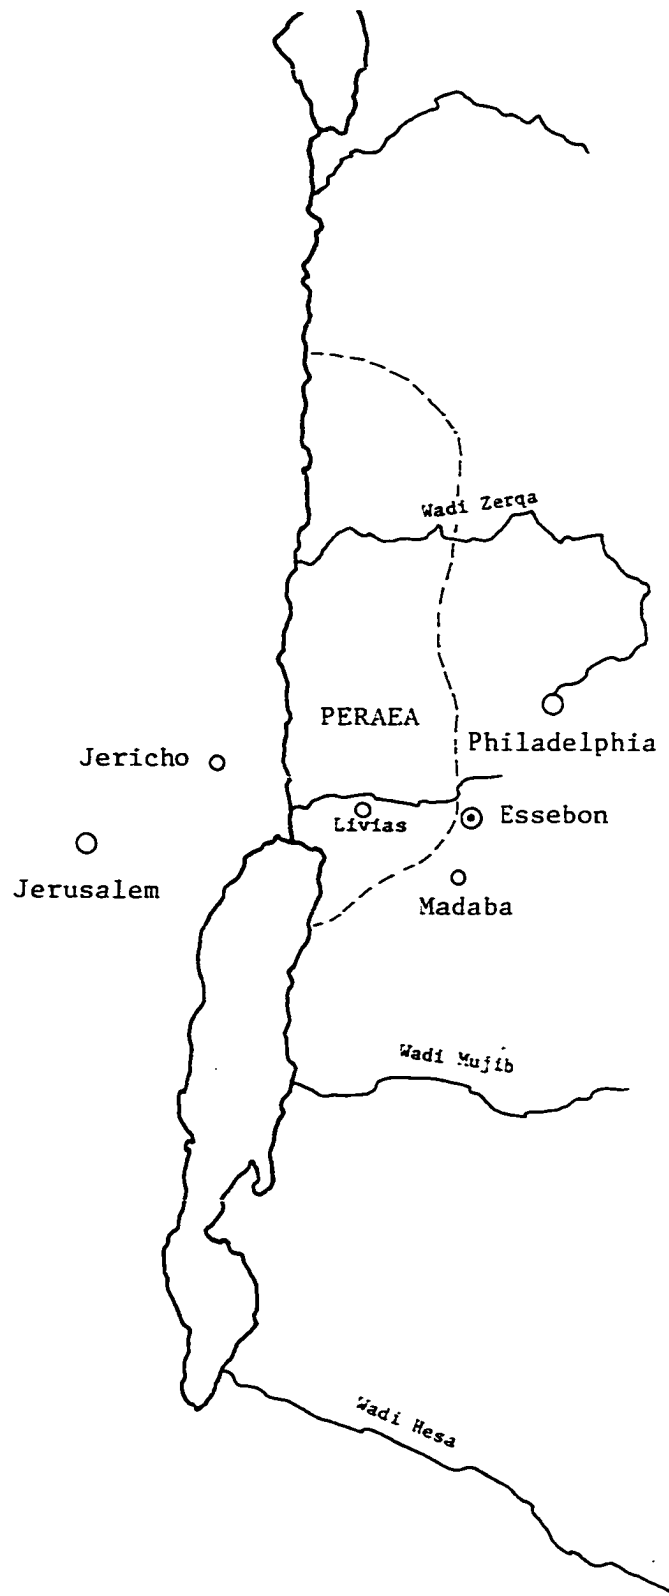 Wadi Zerqa
PERAEA
Philadelphia
Jericho
Livias
Essebon
Jerusalem
Madaba
Wadi Mujib
Wadi Hesa